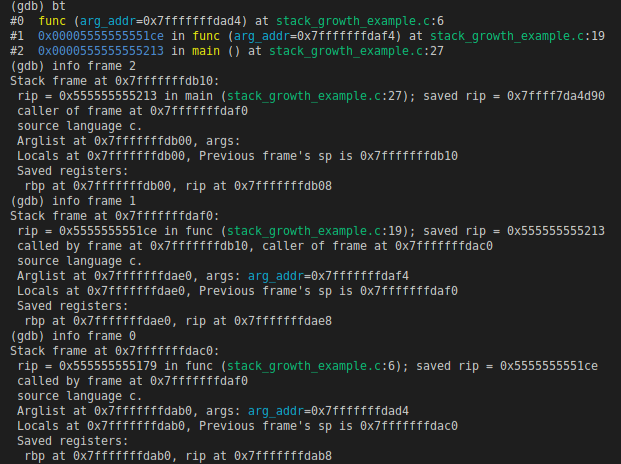 (gdb) bt
#0  func (arg_addr=0x7fffffffdad4) at stack_growth_example.c:6
#1  0x00005555555551ce in func (arg_addr=0x7fffffffdaf4) at stack_growth_example.c:19
#2  0x0000555555555213 in main () at stack_growth_example.c:27
(gdb) info frame 2
Stack frame at 0x7fffffffdb10:
 rip = 0x555555555213 in main (stack_growth_example.c:27); saved rip = 0x7ffff7da4d90
 caller of frame at 0x7fffffffdaf0
 source language c.
 Arglist at 0x7fffffffdb00, args:
 Locals at 0x7fffffffdb00, Previous frame's sp is 0x7fffffffdb10
 Saved registers:
  rbp at 0x7fffffffdb00, rip at 0x7fffffffdb08
(gdb) info frame 1
Stack frame at 0x7fffffffdaf0:
 rip = 0x5555555551ce in func (stack_growth_example.c:19); saved rip = 0x555555555213
 called by frame at 0x7fffffffdb10, caller of frame at 0x7fffffffdac0
 source language c.
 Arglist at 0x7fffffffdae0, args: arg_addr=0x7fffffffdaf4
 Locals at 0x7fffffffdae0, Previous frame's sp is 0x7fffffffdaf0
 Saved registers:
  rbp at 0x7fffffffdae0, rip at 0x7fffffffdae8
(gdb) info frame 0
Stack frame at 0x7fffffffdac0:
 rip = 0x555555555179 in func (stack_growth_example.c:6); saved rip = 0x5555555551ce
 called by frame at 0x7fffffffdaf0
 source language c.
 Arglist at 0x7fffffffdab0, args: arg_addr=0x7fffffffdad4
 Locals at 0x7fffffffdab0, Previous frame's sp is 0x7fffffffdac0
 Saved registers:
  rbp at 0x7fffffffdab0, rip at 0x7fffffffdab8